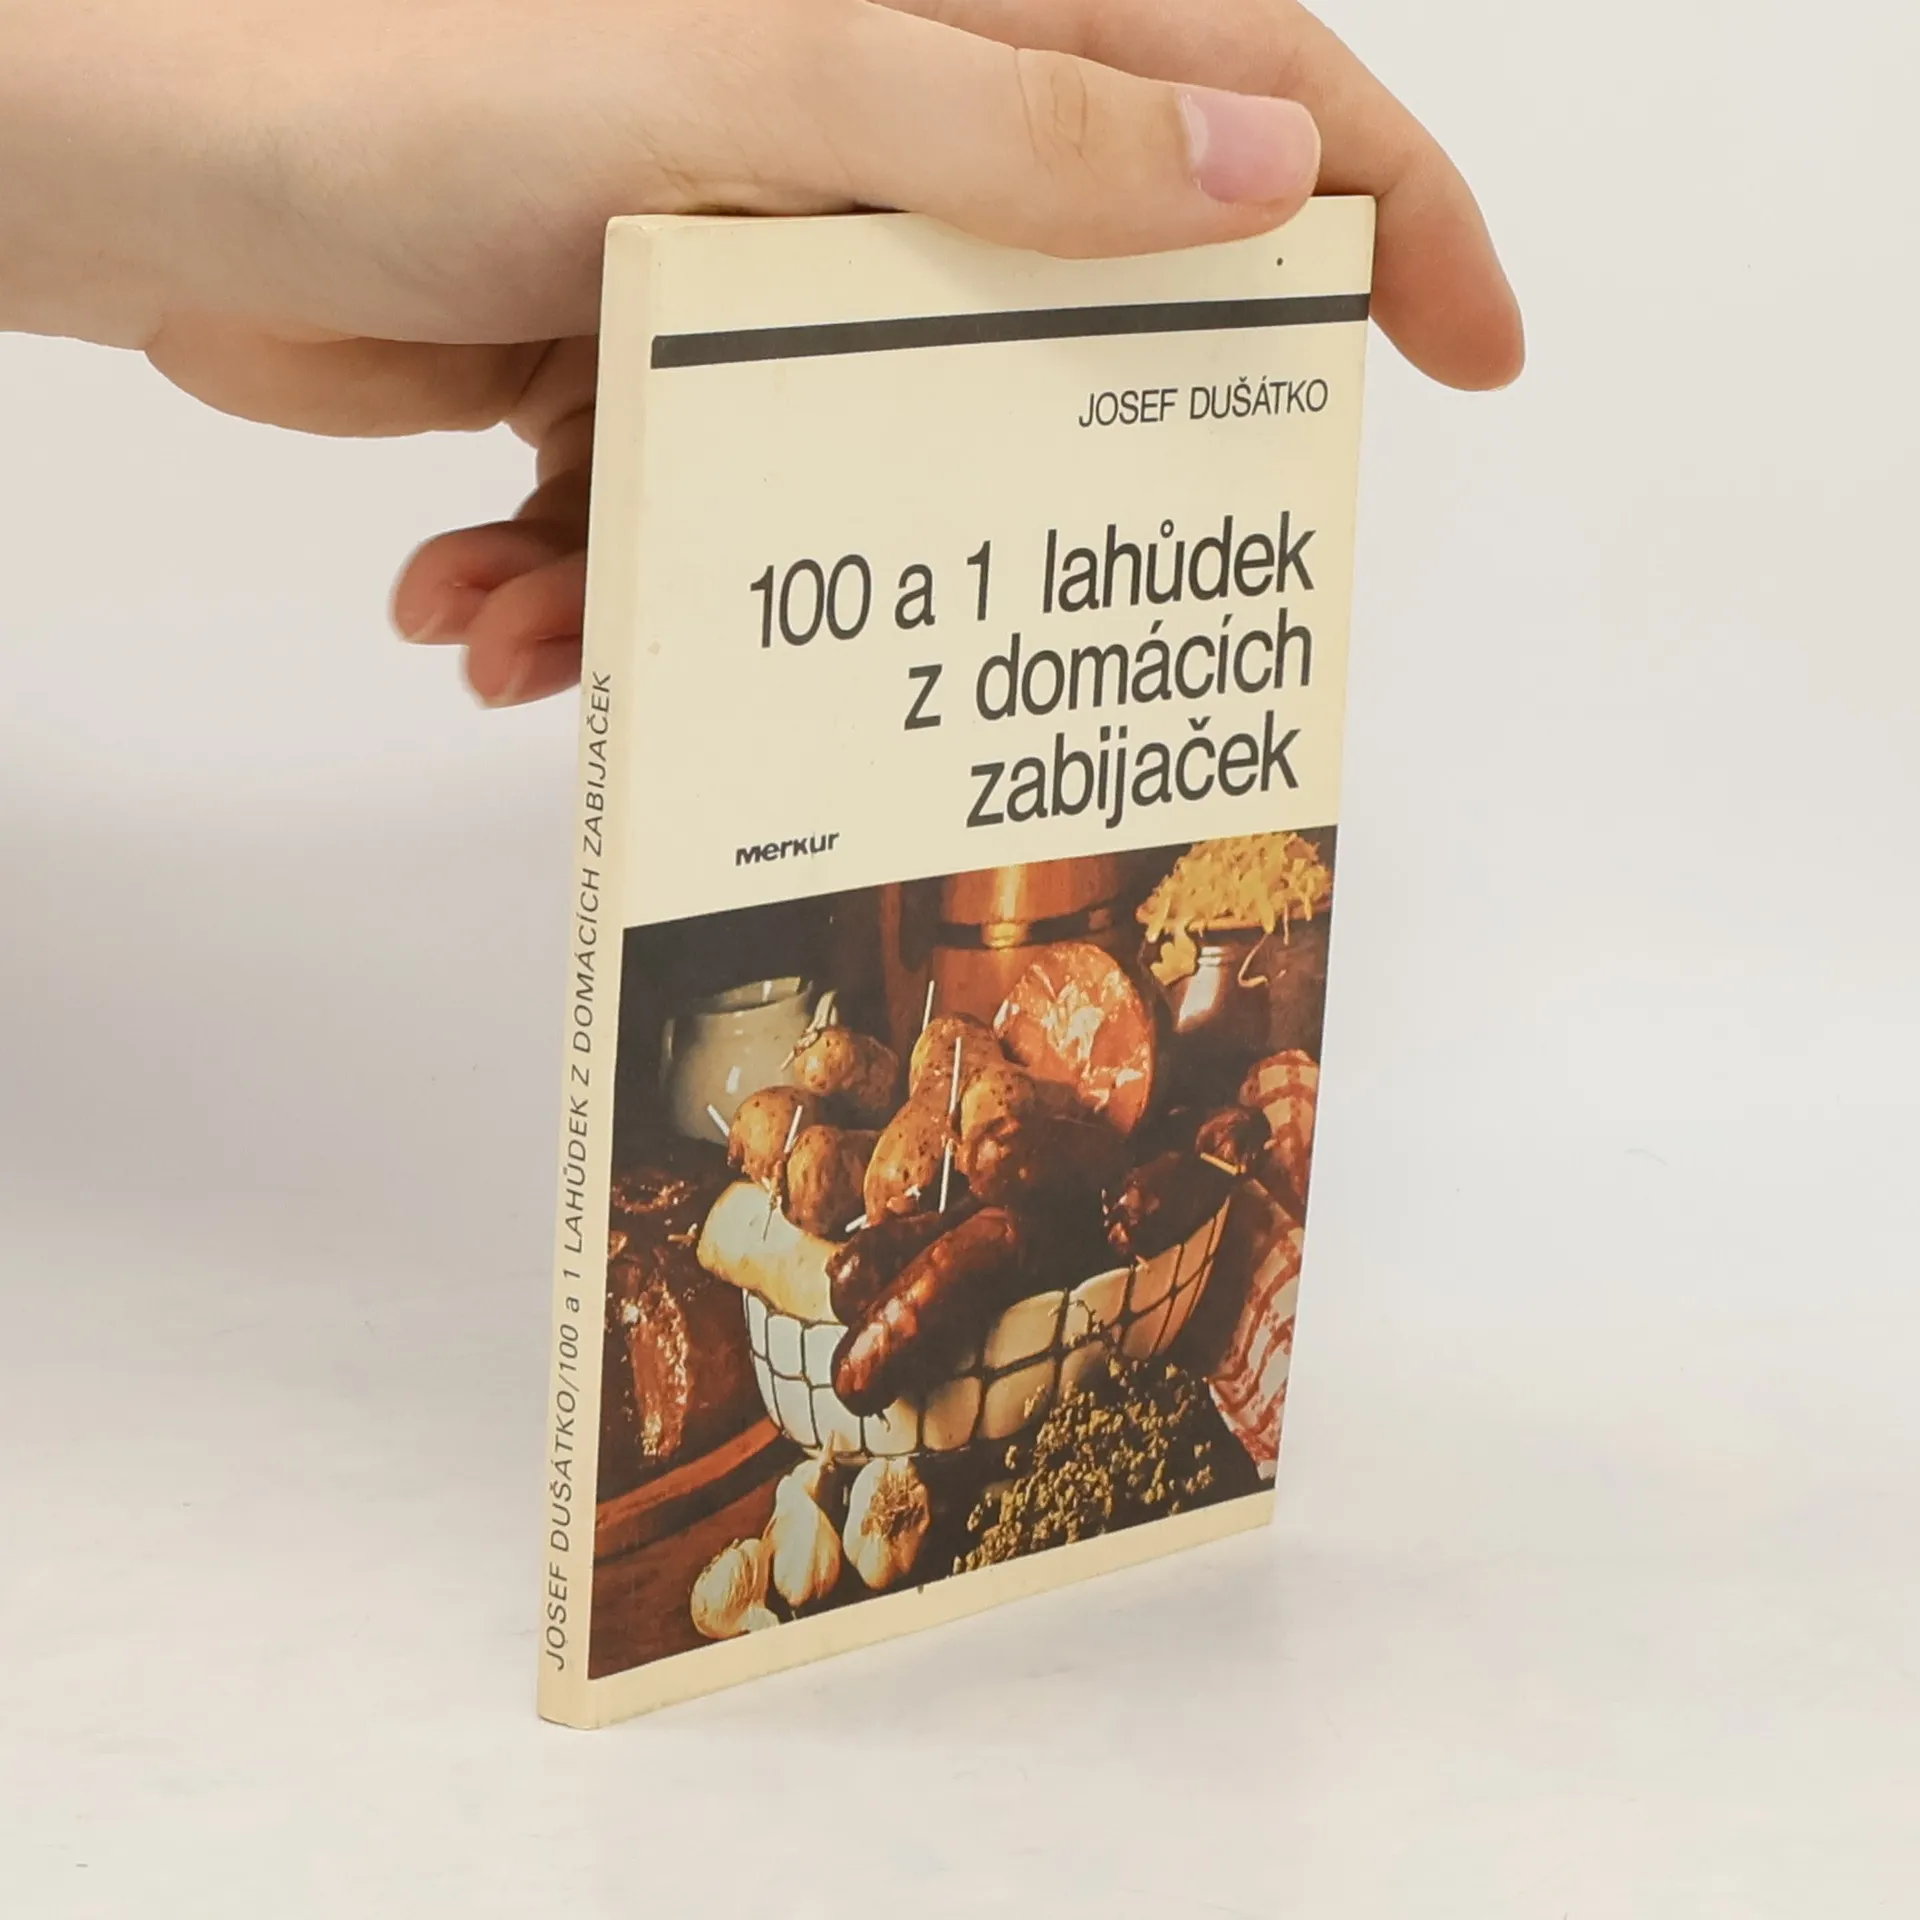 JOSEF DUŠÁTKO
100 a 1 lahůdek
z domácích
zabijaček
Merkur
JOSEF DUŠÁTKO/100 a 1 LAHŮDEK Z DOMÁCÍCH ZABIJAČEK